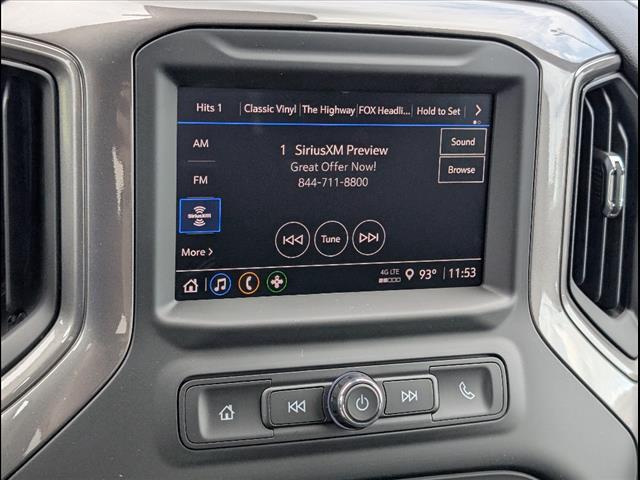 Hits 1 Classic Vinyl The Highway FOX Headli... Hold to Set
AM
1 SiriusXM Preview
Sound
Great Offer Now!
Browse
FM
844-711-8800
SiriusXM
Tune
More
4G LTE 93° 11:53